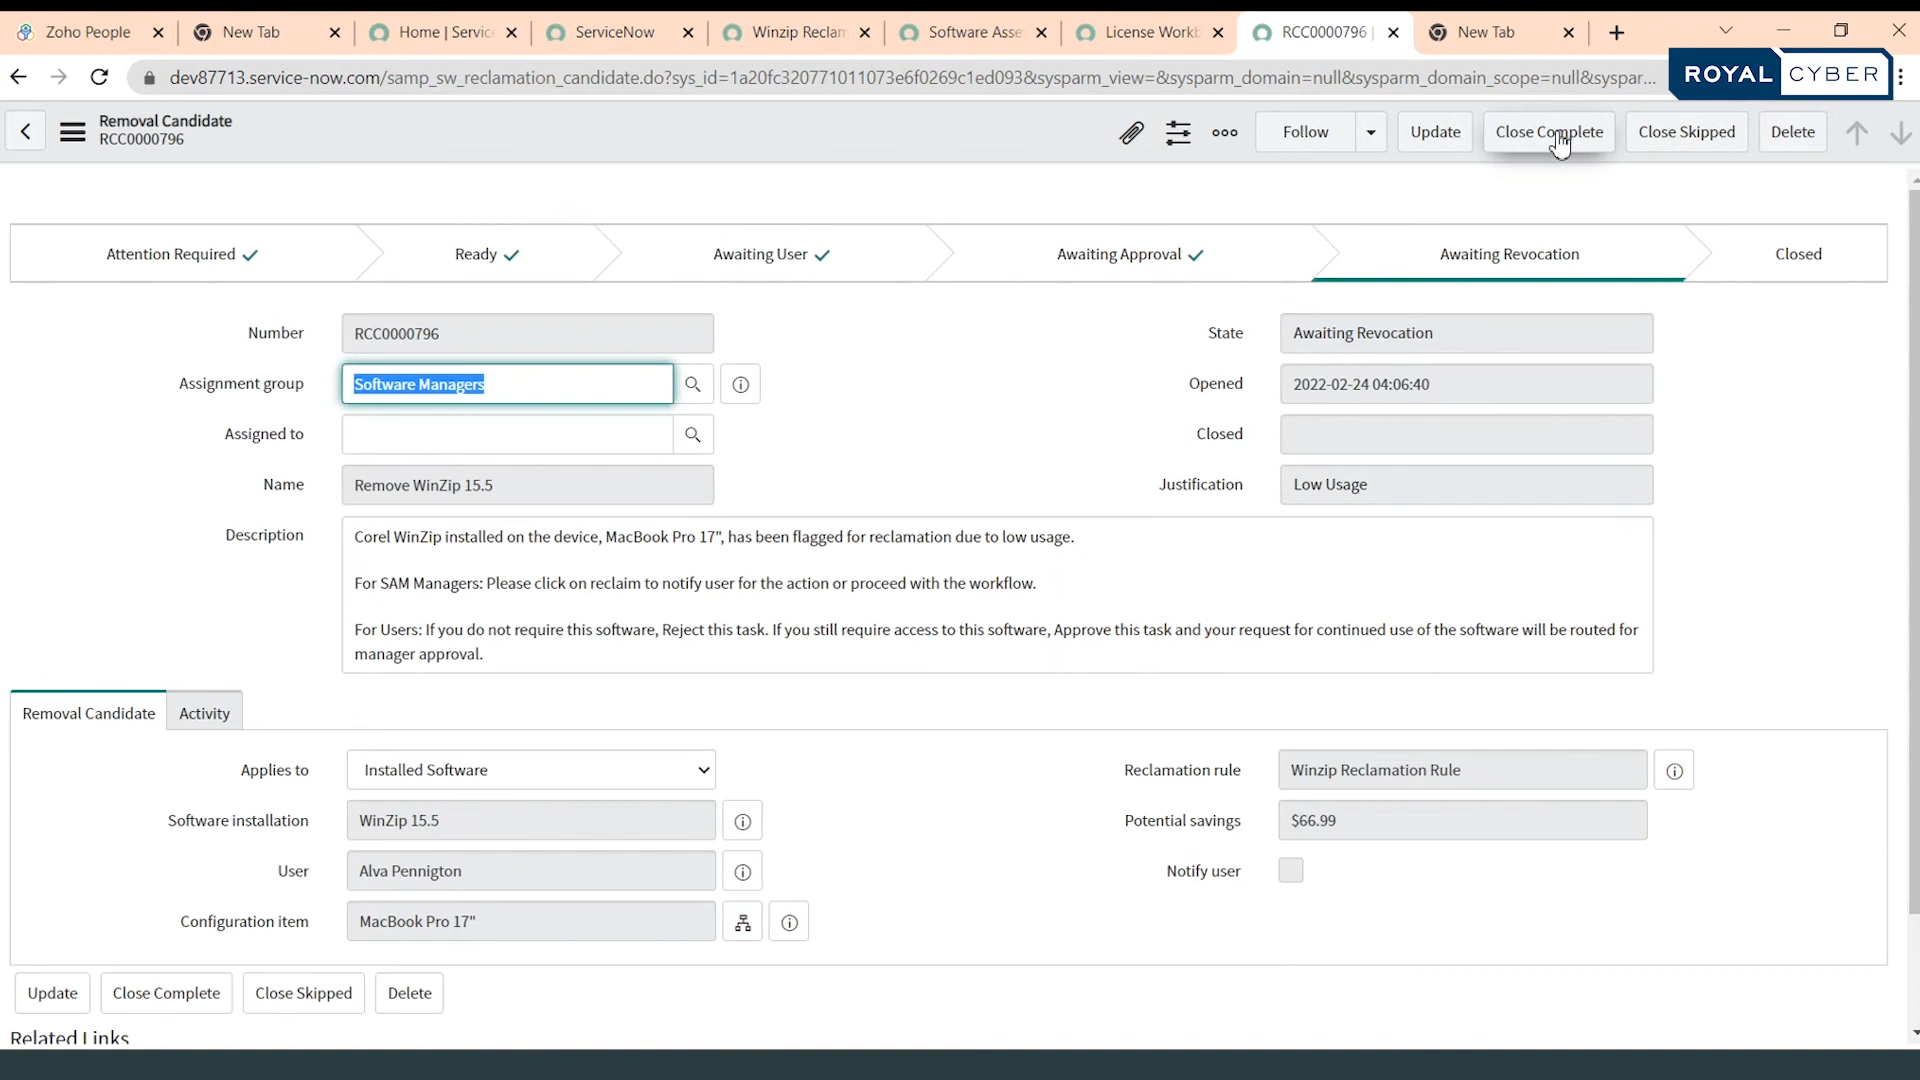 Zoho People
New Tab
Home | Servic
ServiceNow
Winzip Reclam
Software Asse
License Workb
RCC0000796 |
New Tab
dev87713.service-now.com/samp_sw_reclamation_candidate.do?sys_id=1a20fc320771011073e6f0269c1ed093&sysparm_view=&sysparm_domain=null&sysparm_domain_scope=null&syspar...
ROYAL CYBER
Removal Candidate
RCC0000796
Follow
Update
Close Complete
Close Skipped
Delete
Attention Required
Ready
Awaiting User
Awaiting Approval
Awaiting Revocation
Closed
Number RCC0000796
State Awaiting Revocation
Assignment group Software Managers
Opened 2022-02-24 04:06:40
Assigned to
Closed
Name Remove WinZip 15.5
Justification Low Usage
Description
Corel WinZip installed on the device, MacBook Pro 17", has been flagged for reclamation due to low usage.
For SAM Managers: Please click on reclaim to notify user for the action or proceed with the workflow.
For Users: If you do not require this software, Reject this task. If you still require access to this software, Approve this task and your request for continued use of the software will be routed for
manager approval.
Removal Candidate
Activity
Applies to Installed Software
Reclamation rule Winzip Reclamation Rule
Software installation WinZip 15.5
Potential savings $66.99
User Alva Pennigton
Notify user
Configuration item MacBook Pro 17"
Update
Close Complete
Close Skipped
Delete
Related Links